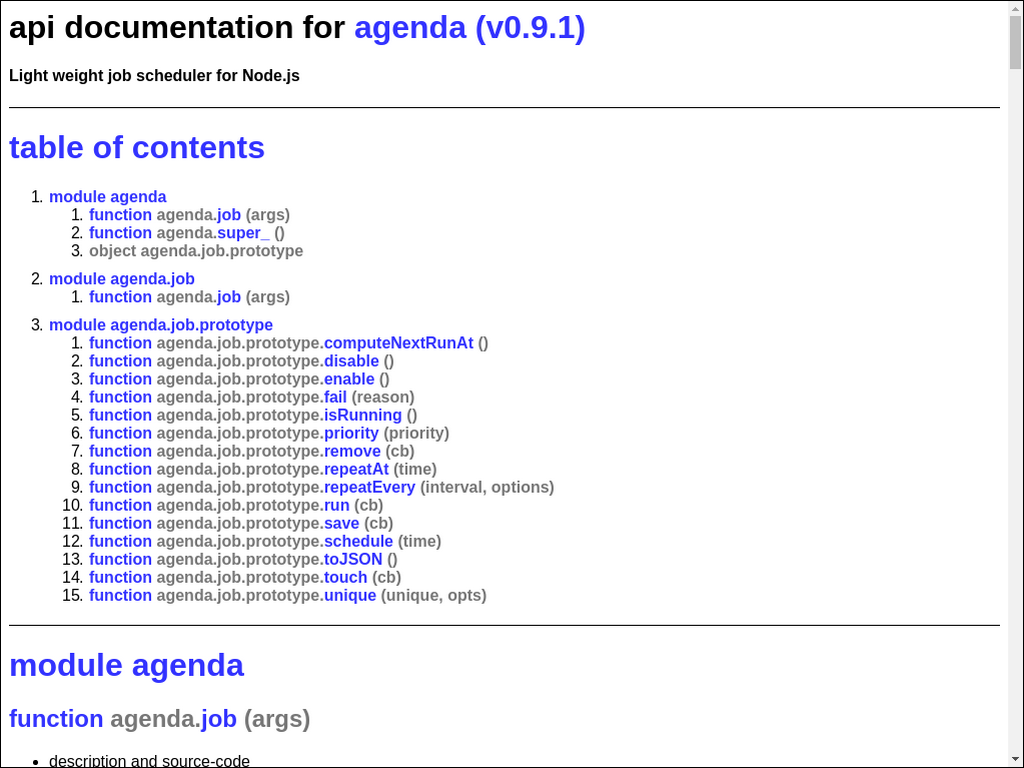 api documentation for agenda (v0.9.1)
Light weight job scheduler for Node.js
table of contents
1. module agenda
1. function agenda.job (args)
2. function agenda.super_ ()
3. object agenda.job.prototype
2. module agenda.job
1. function agenda.job (args)
3. module agenda.job.prototype
1. function agenda.job.prototype.computeNextRunAt ()
2. function agenda.job.prototype.disable ()
3. function agenda.job.prototype.enable ()
4. function agenda.job.prototype.fail (reason)
5. function agenda.job.prototype.isRunning ()
6. function agenda.job.prototype.priority (priority)
7. function agenda.job.prototype.remove (cb)
8. function agenda.job.prototype.repeatAt (time)
9. function agenda.job.prototype.repeatEvery (interval, options)
10. function agenda.job.prototype.run (cb)
11. function agenda.job.prototype.save (cb)
12. function agenda.job.prototype.schedule (time)
13. function agenda.job.prototype.toJSON ()
14. function agenda.job.prototype.touch (cb)
15. function agenda.job.prototype.unique (unique, opts)
module agenda
function agenda.job (args)
• description and source-code